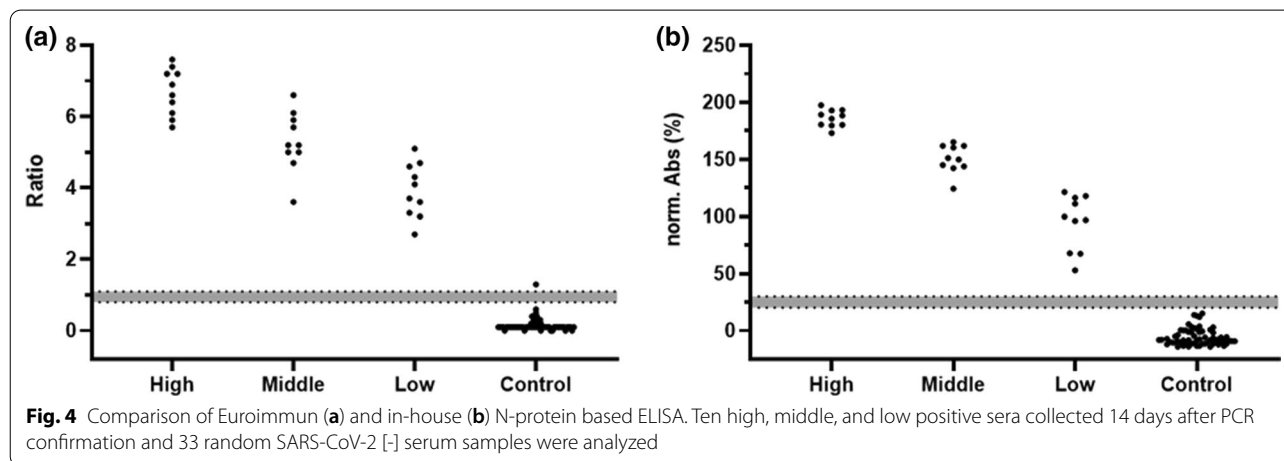 (a)
8
6
4
2
0
Ratio
High Middle Low Control
(b)
250
200
150
100
50
0
norm. Abs (%)
High Middle Low Control
Fig. 4 Comparison of Euroimmun (a) and in-house (b) N-protein based ELISA. Ten high, middle, and low positive sera collected 14 days after PCR
confirmation and 33 random SARS-CoV-2 [-] serum samples were analyzed